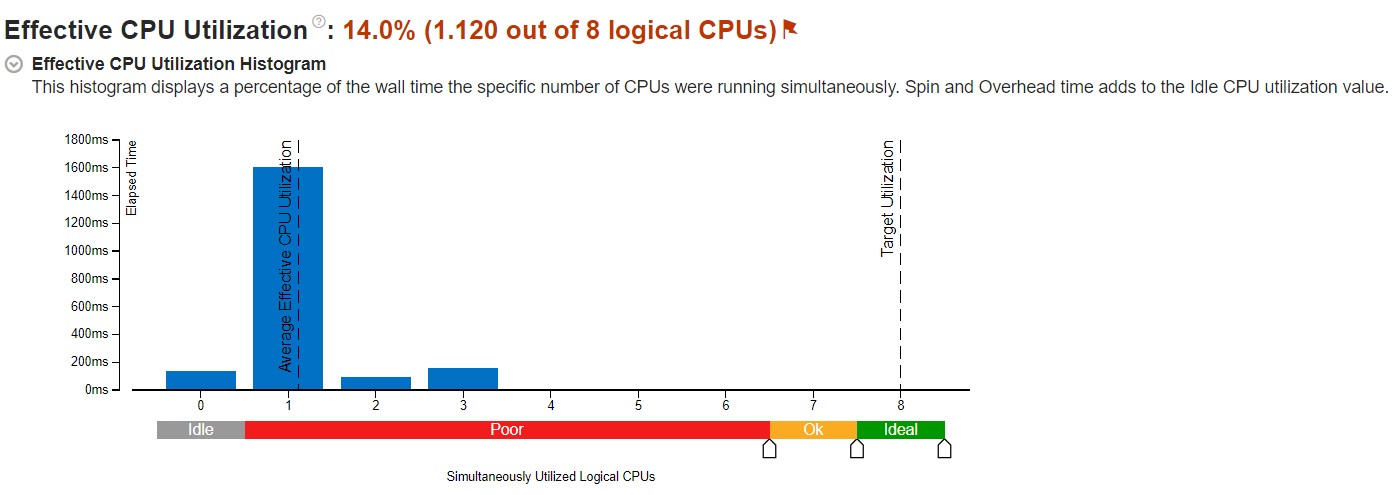 Effective CPU Utilization ? : 14.0% (1.120 out of 8 logical CPUs)
Effective CPU Utilization Histogram
This histogram displays a percentage of the wall time the specific number of CPUs were running simultaneously. Spin and Overhead time adds to the Idle CPU utilization value.
1800ms
1600ms
1400ms
1200ms
1000ms
800ms
600ms
400ms
200ms
0ms
Elapsed Time
Average Effective CPU Utilization
Target Utilization
0 1 2 3 4 5 6 7 8
Idle Poor Ok Ideal
Simultaneously Utilized Logical CPUs